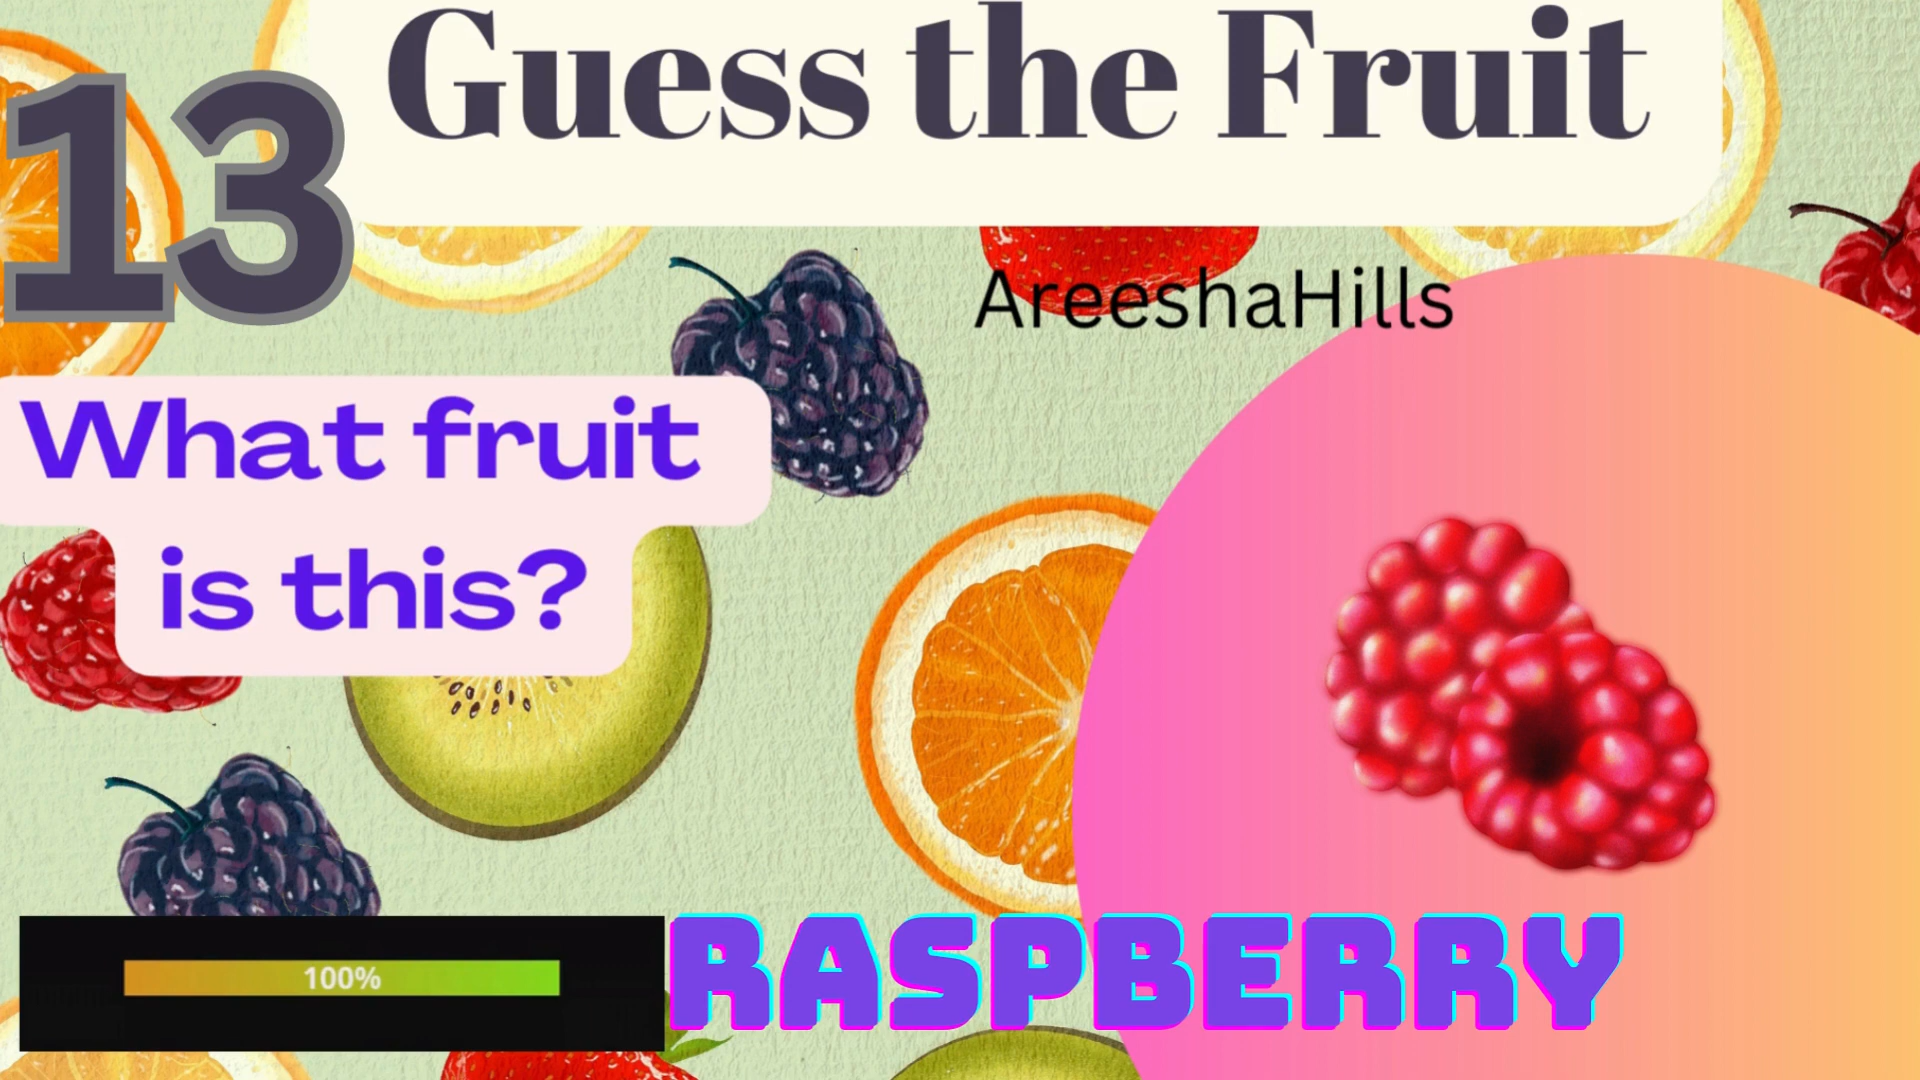 Guess the Fruit
13
AreeshaHills
What fruit
is this?
100%
RASPBERRY